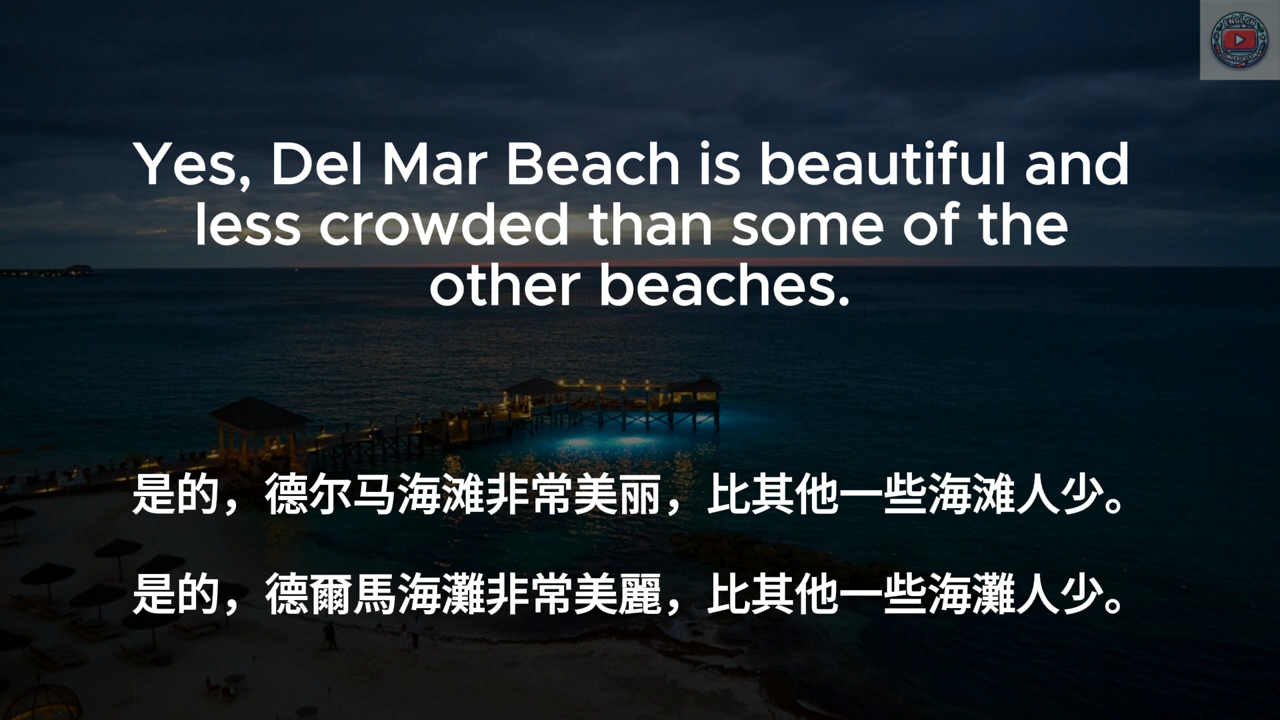 ENGLISH
Yes, Del Mar Beach is beautiful and
less crowded than some of the
other beaches.
是的，德尔马海滩非常美丽，比其他一些海滩人少。
是的，德爾馬海灘非常美麗，比其他一些海灘人少。